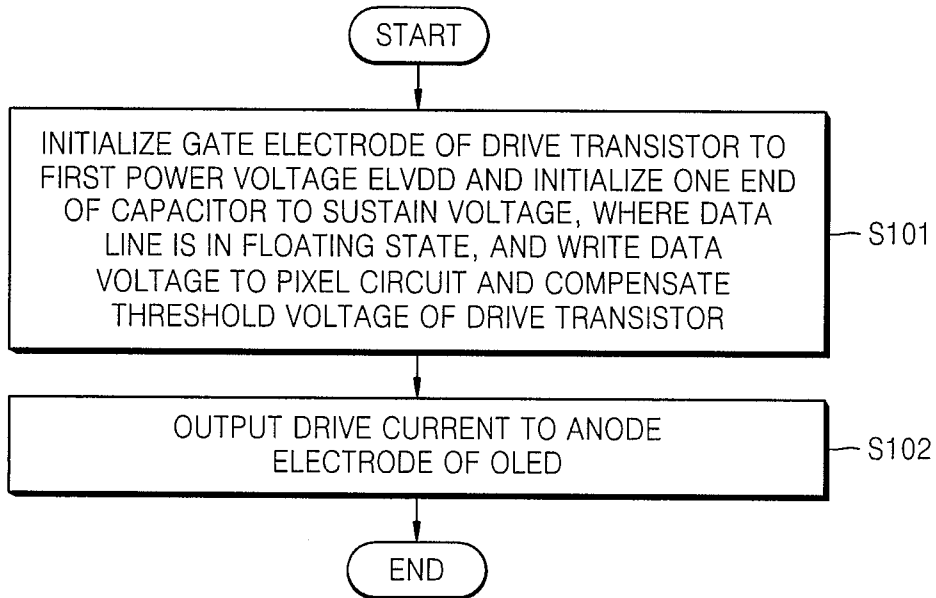 START
INITIALIZE GATE ELECTRODE OF DRIVE TRANSISTOR TO
FIRST POWER VOLTAGE ELVDD AND INITIALIZE ONE END
OF CAPACITOR TO SUSTAIN VOLTAGE, WHERE DATA
LINE IS IN FLOATING STATE, AND WRITE DATA
VOLTAGE TO PIXEL CIRCUIT AND COMPENSATE
THRESHOLD VOLTAGE OF DRIVE TRANSISTOR
S101
OUTPUT DRIVE CURRENT TO ANODE
ELECTRODE OF OLED
S102
END